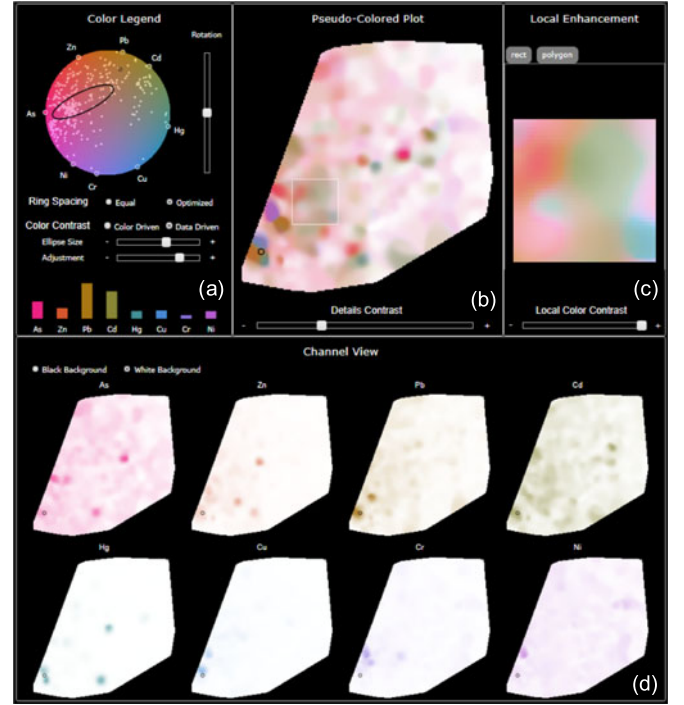 Color Legend
Rotation
Zn
Pb
Cd
As
Hg
Ni
Cr
Cu
Ring Spacing
Equal
Optimized
Color Contrast
Color Driven
Data Driven
Ellipse Size - +
Adjustment - +
(a)
As Zn Pb Cd Hg Cu Cr Ni
Pseudo-Colored Plot
(b)
Details Contrast
- +
Local Enhancement
rect polygon
(c)
Local Color Contrast
- +
Channel View
Black Background White Background
As Zn Pb Cd
Hg Cu Cr Ni
(d)